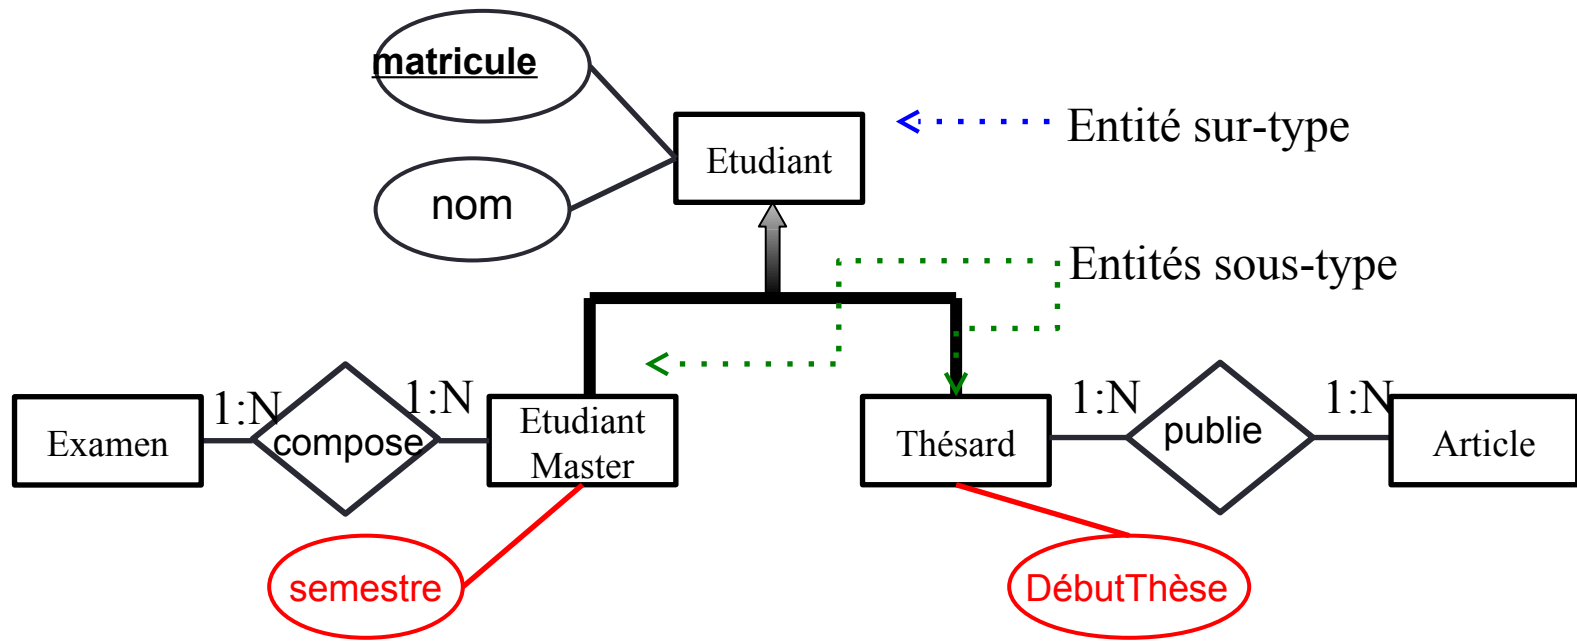 matricule
Entité sur-type
Etudiant
nom
Entités sous-type
1:N
1:N
1:N
1:N
Examen
compose
Etudiant
Master
Thésard
publie
Article
semestre
DébutThèse